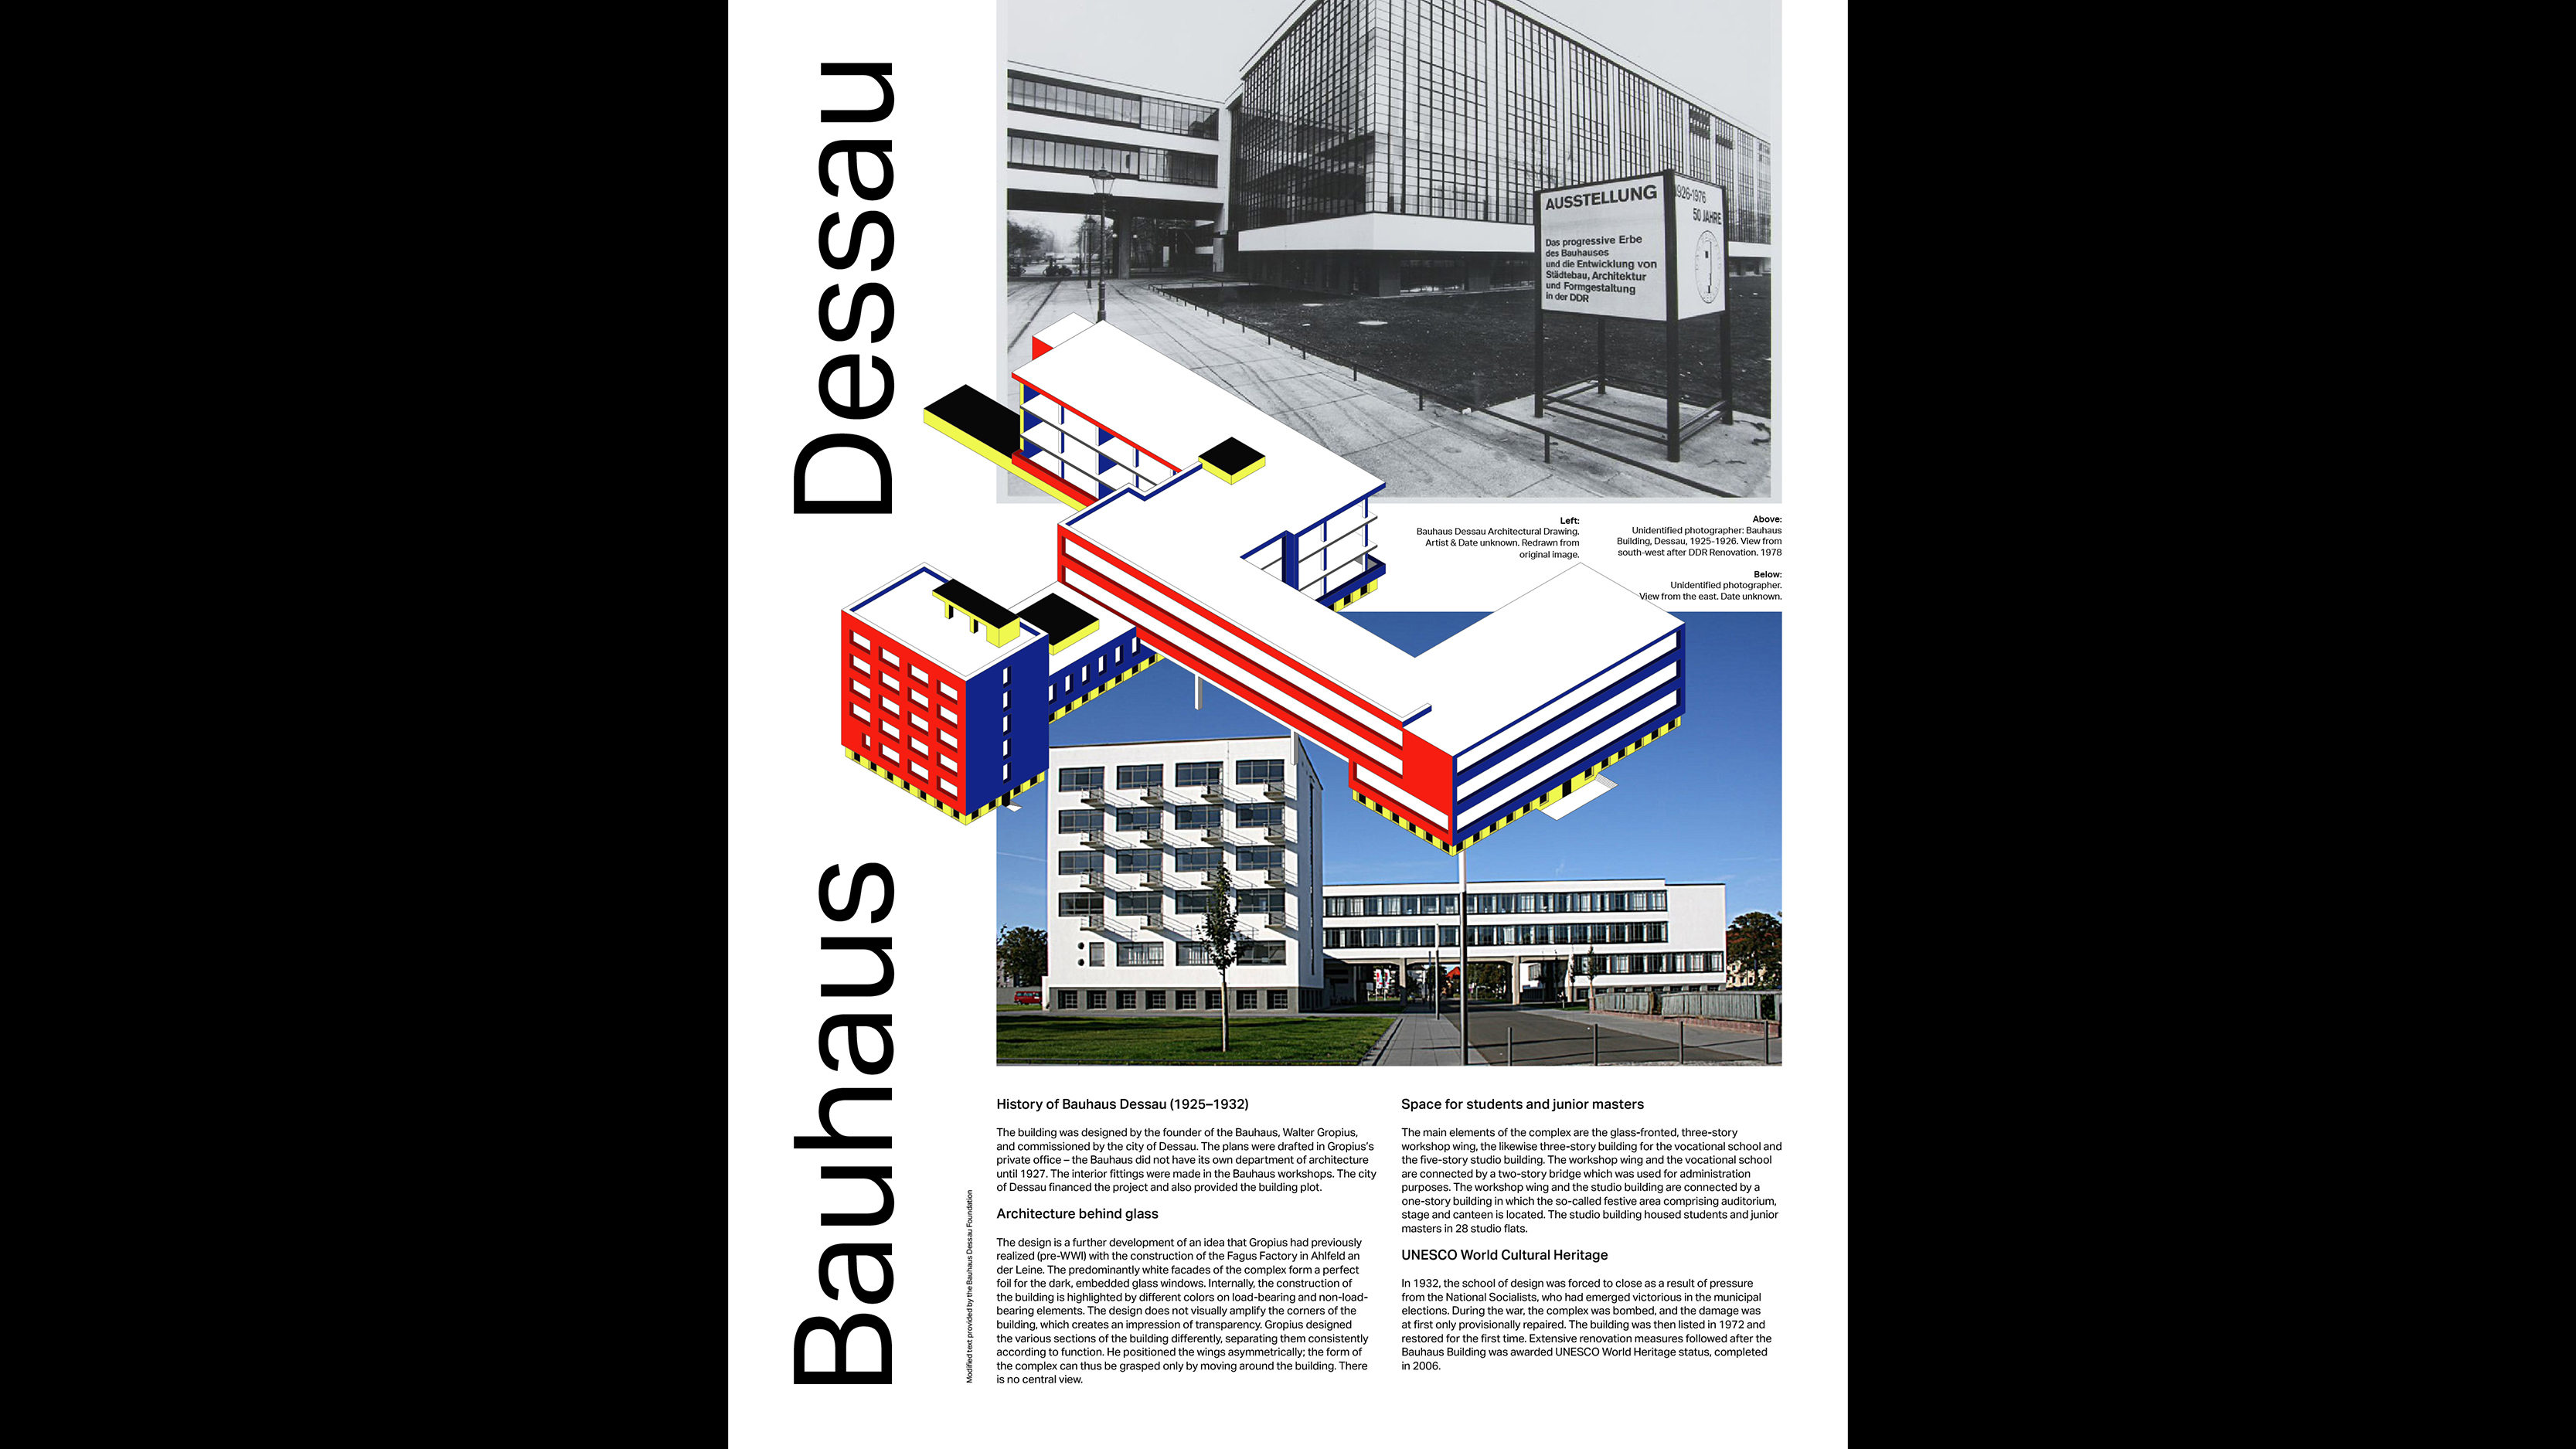 Bauhaus Dessau
AUSSTELLUNG
Das progressive Erbe
des Bauhauses
und die Entwicklung von
Städtebau, Architektur
und Formgestaltung
in der DDR
1926-1976
50 JAHRE
Left:
Bauhaus Dessau Architectural Drawing.
Artist & Date unknown. Redrawn from
original image.
Above:
Unidentified photographer: Bauhaus
Building, Dessau, 1925-1926. View from
south-west after DDR Renovation. 1978
Below:
Unidentified photographer.
View from the east. Date unknown.
Modified text provided by the Bauhaus Dessau Foundation
History of Bauhaus Dessau (1925–1932)
The building was designed by the founder of the Bauhaus, Walter Gropius,
and commissioned by the city of Dessau. The plans were drafted in Gropius's
private office – the Bauhaus did not have its own department of architecture
until 1927. The interior fittings were made in the Bauhaus workshops. The city
of Dessau financed the project and also provided the building plot.
Architecture behind glass
The design is a further development of an idea that Gropius had previously
realized (pre-WWI) with the construction of the Fagus Factory in Ahlfeld an
der Leine. The predominantly white facades of the complex form a perfect
foil for the dark, embedded glass windows. Internally, the construction of
the building is highlighted by different colors on load-bearing and non-load-
bearing elements. The design does not visually amplify the corners of the
building, which creates an impression of transparency. Gropius designed
the various sections of the building differently, separating them consistently
according to function. He positioned the wings asymmetrically; the form of
the complex can thus be grasped only by moving around the building. There
is no central view.
Space for students and junior masters
The main elements of the complex are the glass-fronted, three-story
workshop wing, the likewise three-story building for the vocational school and
the five-story studio building. The workshop wing and the vocational school
are connected by a two-story bridge which was used for administration
purposes. The workshop wing and the studio building are connected by a
one-story building in which the so-called festive area comprising auditorium,
stage and canteen is located. The studio building housed students and junior
masters in 28 studio flats.
UNESCO World Cultural Heritage
In 1932, the school of design was forced to close as a result of pressure
from the National Socialists, who had emerged victorious in the municipal
elections. During the war, the complex was bombed, and the damage was
at first only provisionally repaired. The building was then listed in 1972 and
restored for the first time. Extensive renovation measures followed after the
Bauhaus Building was awarded UNESCO World Heritage status, completed
in 2006.